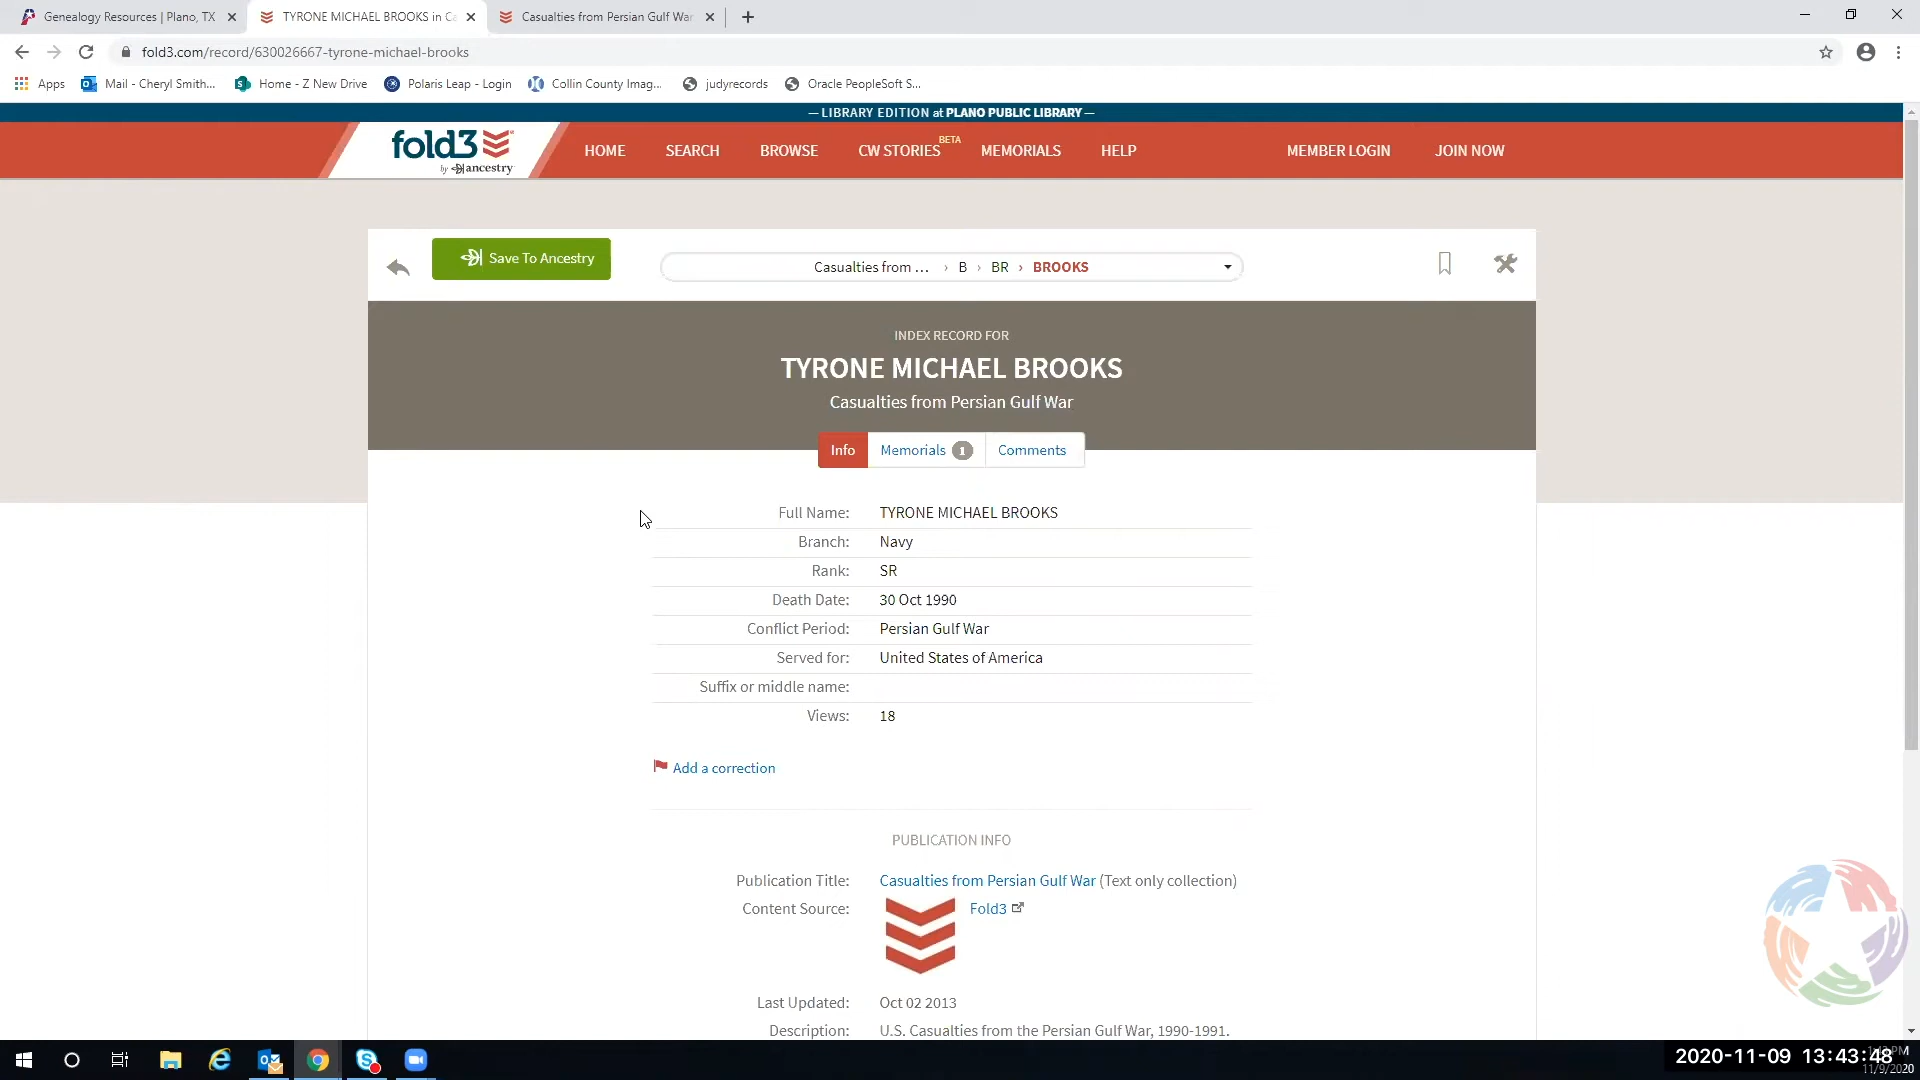 Genealogy Resources | Plano, TX
TYRONE MICHAEL BROOKS in Ca
Casualties from Persian Gulf War
fold3.com/record/630026667-tyrone-michael-brooks
Apps
Mail - Cheryl Smith...
Home - Z New Drive
Polaris Leap - Login
Collin County Imag...
judyrecords
Oracle PeopleSoft S...
— LIBRARY EDITION at PLANO PUBLIC LIBRARY —
fold3
by ancestry
HOME
SEARCH
BROWSE
CW STORIES BETA
MEMORIALS
HELP
MEMBER LOGIN
JOIN NOW
Save To Ancestry
Casualties from ... › B › BR › BROOKS
INDEX RECORD FOR
TYRONE MICHAEL BROOKS
Casualties from Persian Gulf War
Info
Memorials 1
Comments
Full Name: TYRONE MICHAEL BROOKS
Branch: Navy
Rank: SR
Death Date: 30 Oct 1990
Conflict Period: Persian Gulf War
Served for: United States of America
Suffix or middle name:
Views: 18
Add a correction
PUBLICATION INFO
Publication Title: Casualties from Persian Gulf War (Text only collection)
Content Source: Fold3
Last Updated: Oct 02 2013
Description: U.S. Casualties from the Persian Gulf War, 1990-1991.
2020-11-09 13:43:48
11/9/2020